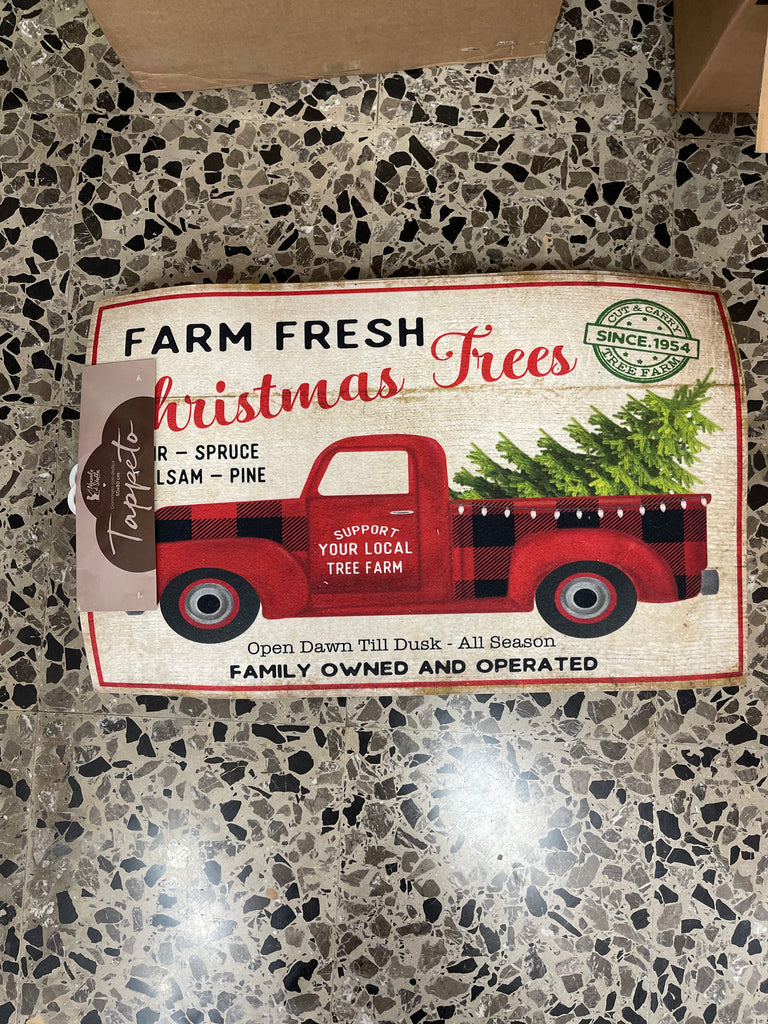 FARM FRESH
hristmas Trees
CUT & CARRY
SINCE.1954
TREE FARM
R – SPRUCE
LSAM – PINE
SUPPORT
YOUR LOCAL
TREE FARM
Open Dawn Till Dusk - All Season
FAMILY OWNED AND OPERATED
Tappeto